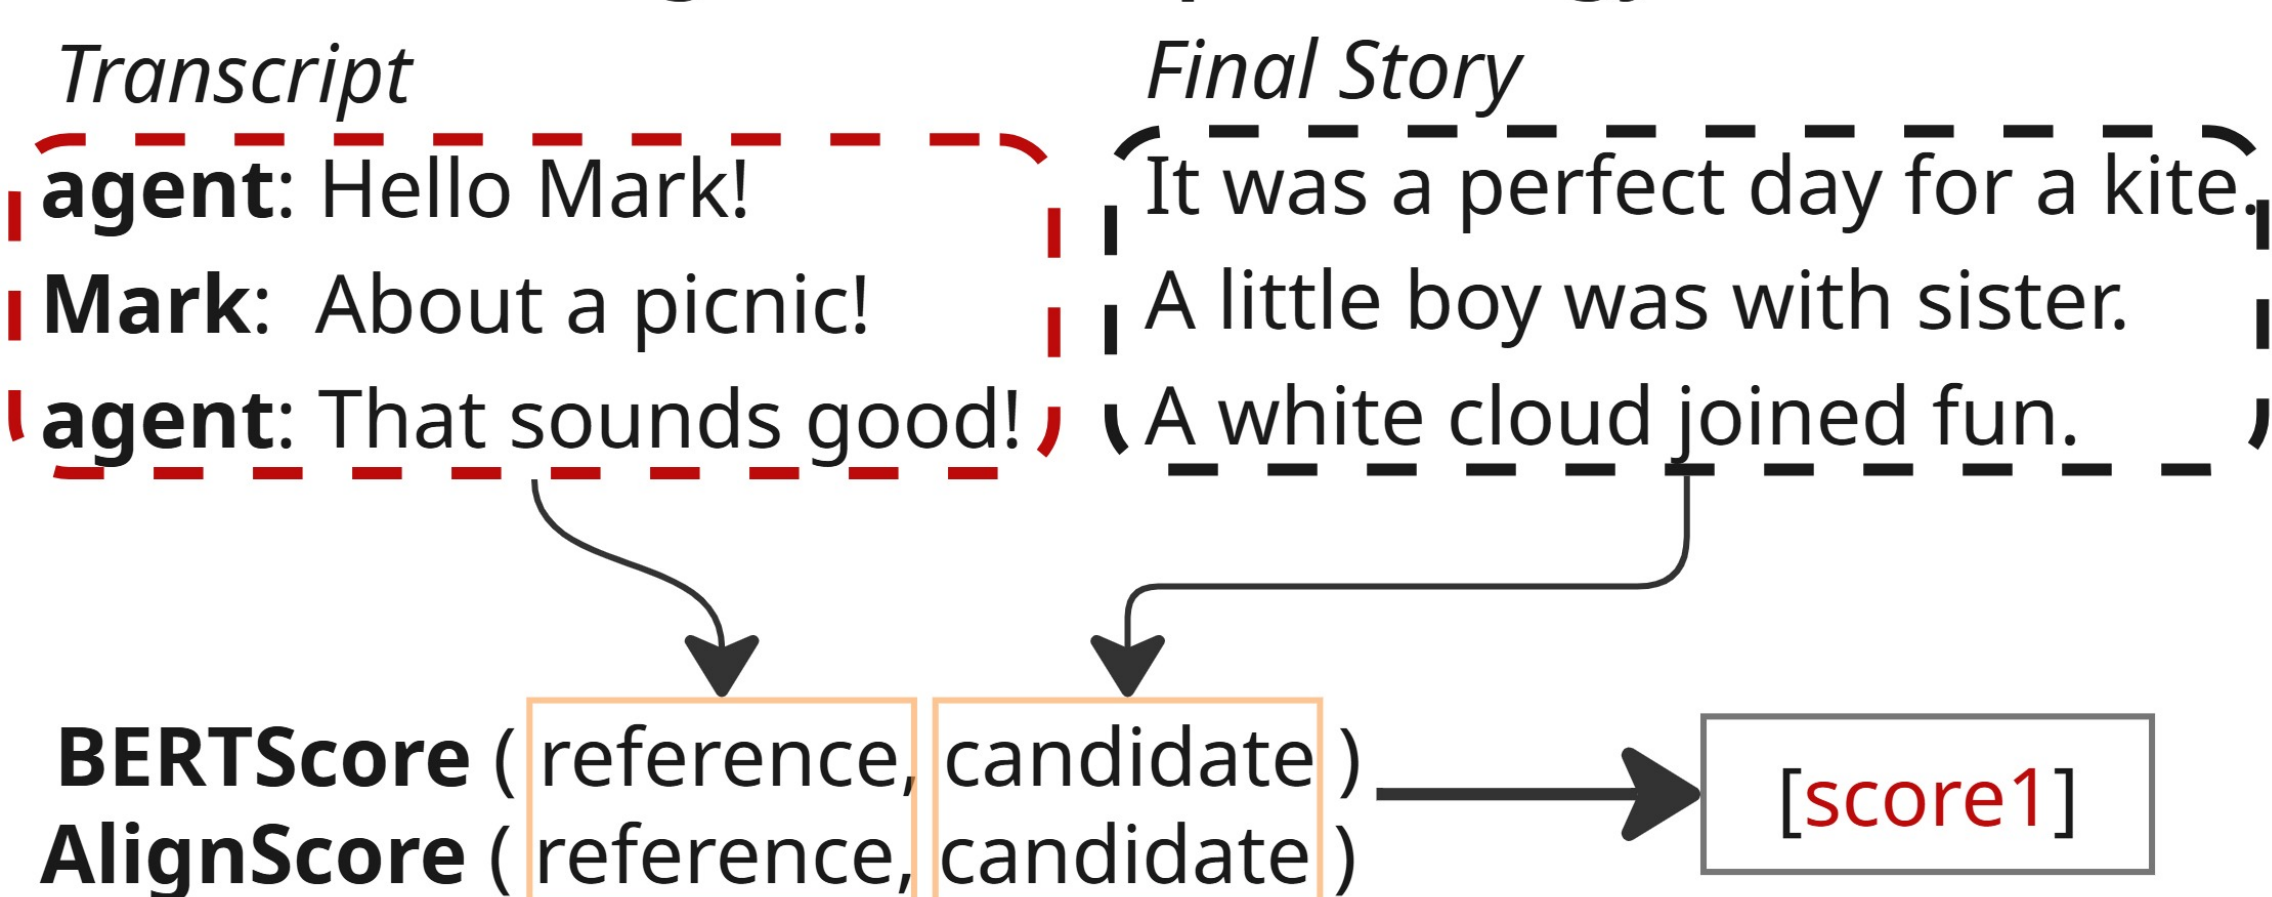 Transcript
agent: Hello Mark!
Mark: About a picnic!
agent: That sounds good!
Final Story
It was a perfect day for a kite.
A little boy was with sister.
A white cloud joined fun.
BERTScore ( reference, candidate )
AlignScore ( reference, candidate )
[score1]